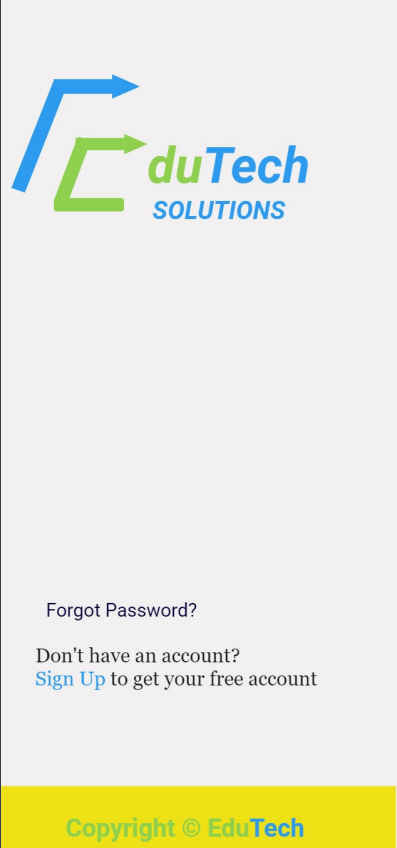 duTech
SOLUTIONS
Forgot Password?
Don't have an account?
Sign Up to get your free account
Copyright © EduTech